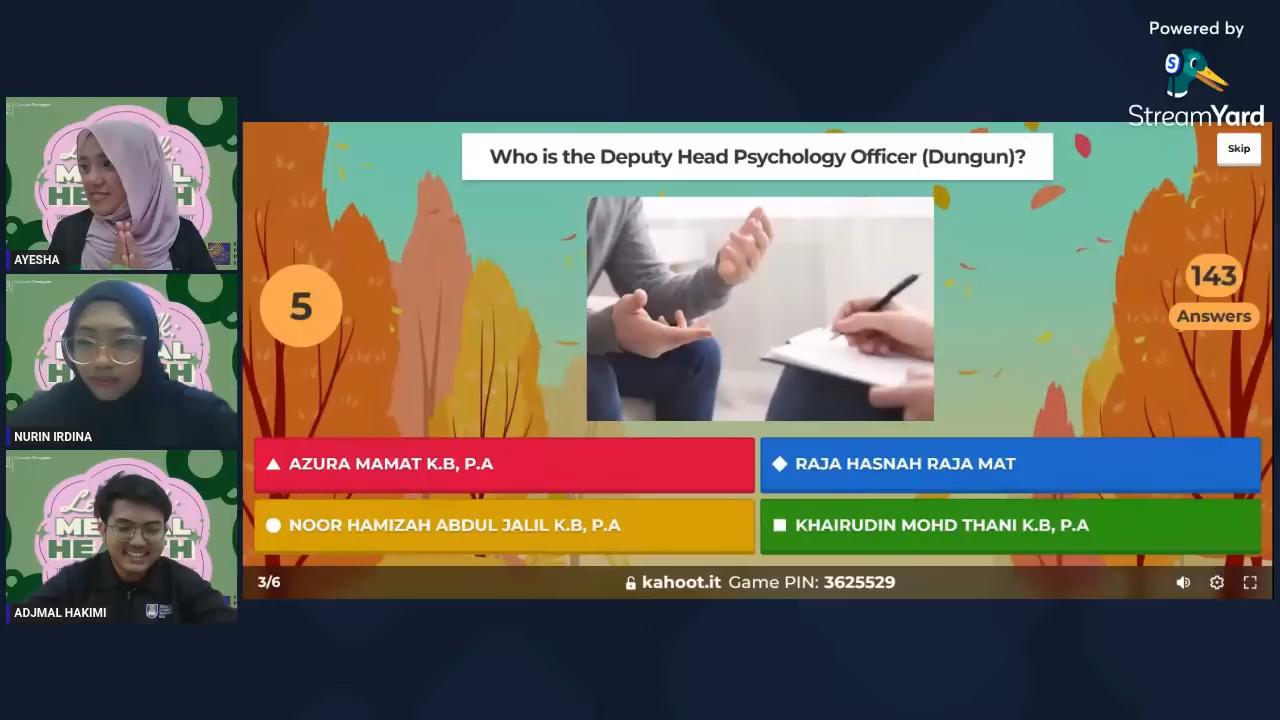 Powered by
StreamYard
Who is the Deputy Head Psychology Officer (Dungun)?
Skip
AYESHA
NURIN IRDINA
ADJMAL HAKIMI
5
143
Answers
AZURA MAMAT K.B, P.A
RAJA HASNAH RAJA MAT
NOOR HAMIZAH ABDUL JALIL K.B, P.A
KHAIRUDIN MOHD THANI K.B, P.A
3/6
kahoot.it Game PIN: 3625529